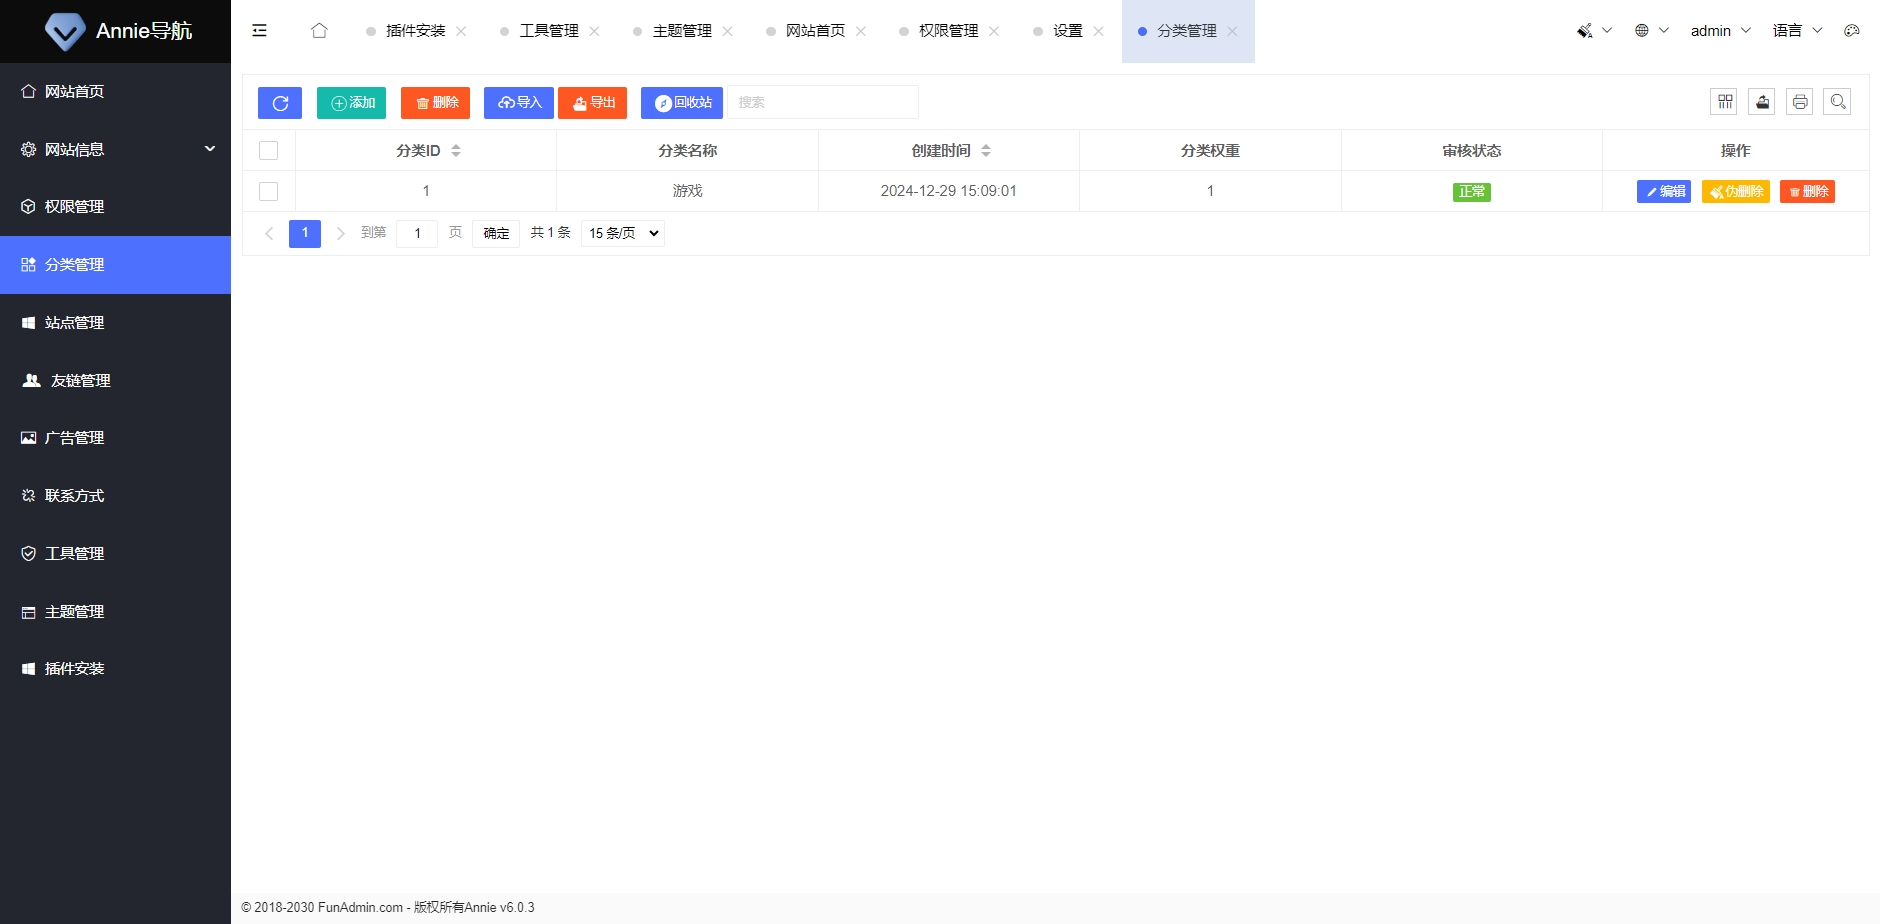 Annie导航
插件安装
工具管理
主题管理
网站首页
权限管理
设置
分类管理
admin
语言
网站首页
网站信息
权限管理
分类管理
站点管理
友链管理
广告管理
联系方式
工具管理
主题管理
插件安装
添加
删除
导入
导出
回收站
搜索
分类ID 分类名称 创建时间 分类权重 审核状态 操作
1 游戏 2024-12-29 15:09:01 1 正常 编辑 伪删除 删除
1 到第 1 页 确定 共 1 条 15 条/页
© 2018-2030 FunAdmin.com - 版权所有Annie v6.0.3